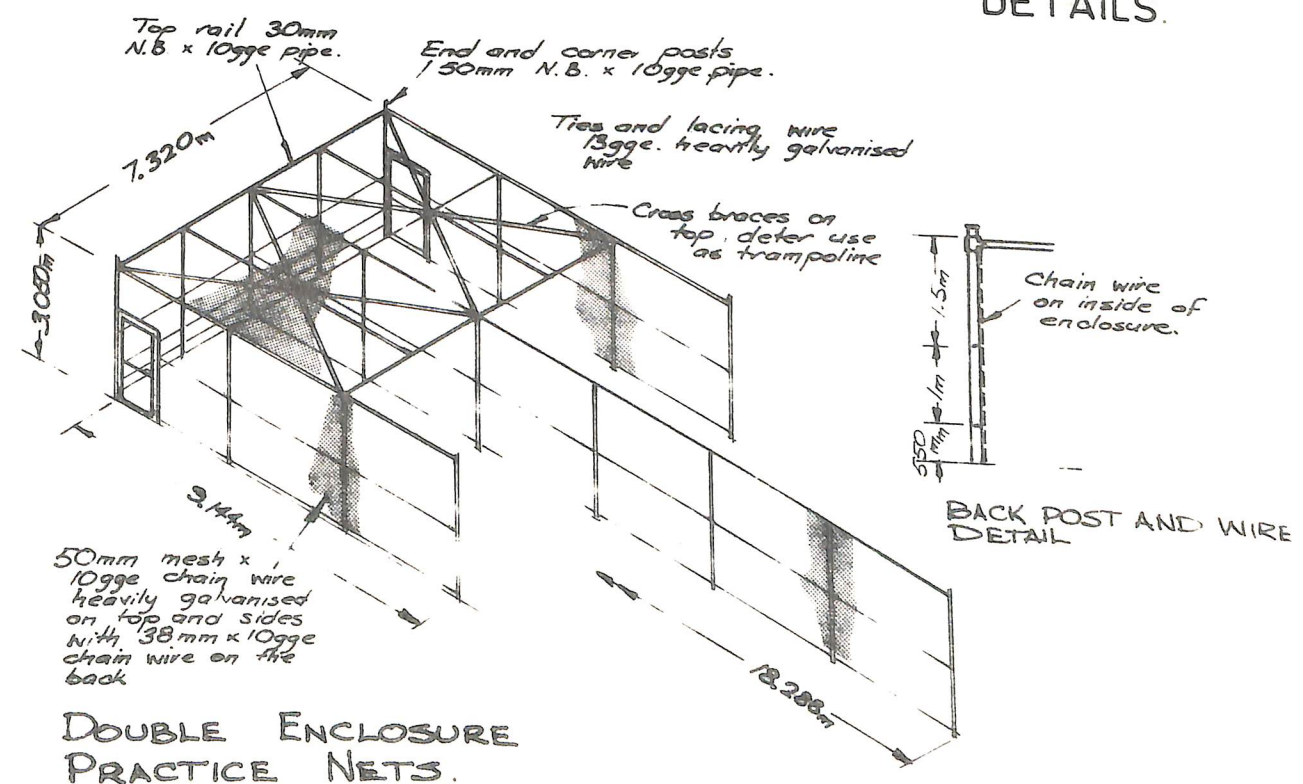 DETAILS.
Top rail 30mm
N.B × 10gge pipe.
End and corner posts
50mm N.B. × 10gge pipe.
7.320m
Ties and lacing wire
13gge. heavily galvanised
wire
Cross braces on
top, deter use
as trampoline
3.050m
Chain wire
on inside of
enclosure.
1.5m
1m
550
mm
BACK POST AND WIRE
DETAIL
9.144m
50mm mesh ×
10gge chain wire
heavily galvanised
on top and sides
with 38mm × 10gge
chain wire on the
back
18.288m
DOUBLE ENCLOSURE
PRACTICE NETS.